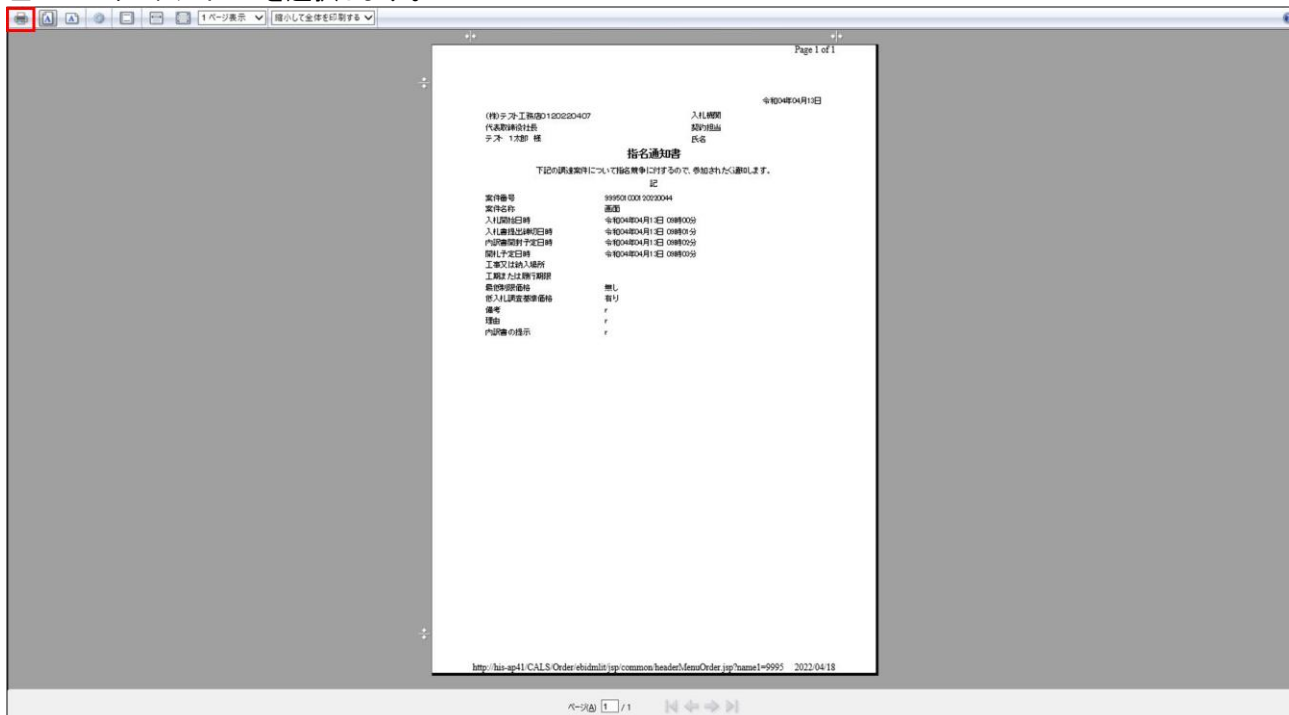 1 ページ表示 縮小して全体を印刷する
Page 1 of 1
令和04年04月13日
(株)テスト工務店0120220407 入札機関
代表取締役社長 契約担当
テスト 1太郎 様 氏名
指名通知書
下記の調達案件について指名競争に付するので、参加されたく通知します。
記
案件番号
案件名称 画面
入札開始日時 令和04年04月13日 09時00分
入札書提出締切日時 令和04年04月13日 09時01分
内訳書開封予定日時 令和04年04月13日 09時02分
開札予定日時 令和04年04月13日 09時03分
工事又は納入場所
工期または履行期限
最低制限価格 無し
低入札調査基準価格 有り
備考 r
理由 r
内訳書の提示 r
http://his-ap41/CALS/Order/ebidmlit/jsp/common/headerMenuOrder.jsp?name1=9995 2022/04/18
ページ(A) 1 / 1